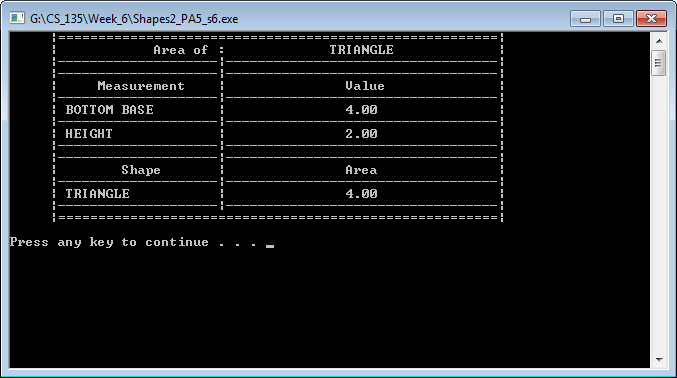 G:\CS_135\Week_6\Shapes2_PA5_s6.exe
Area of : TRIANGLE
Measurement Value
BOTTOM BASE 4.00
HEIGHT 2.00
Shape Area
TRIANGLE 4.00
Press any key to continue . . . _